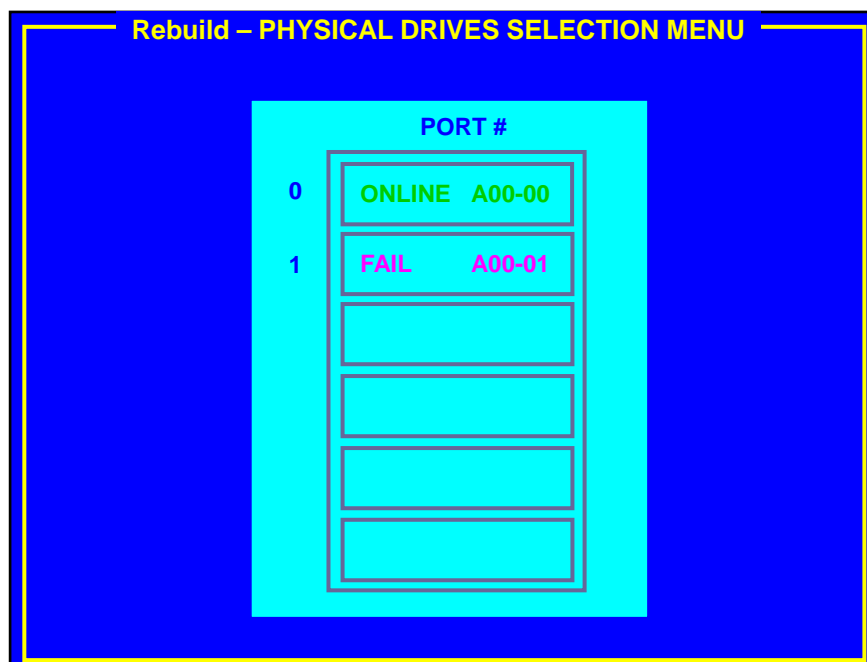 Rebuild – PHYSICAL DRIVES SELECTION MENU
PORT #
0 ONLINE A00-00
1 FAIL A00-01